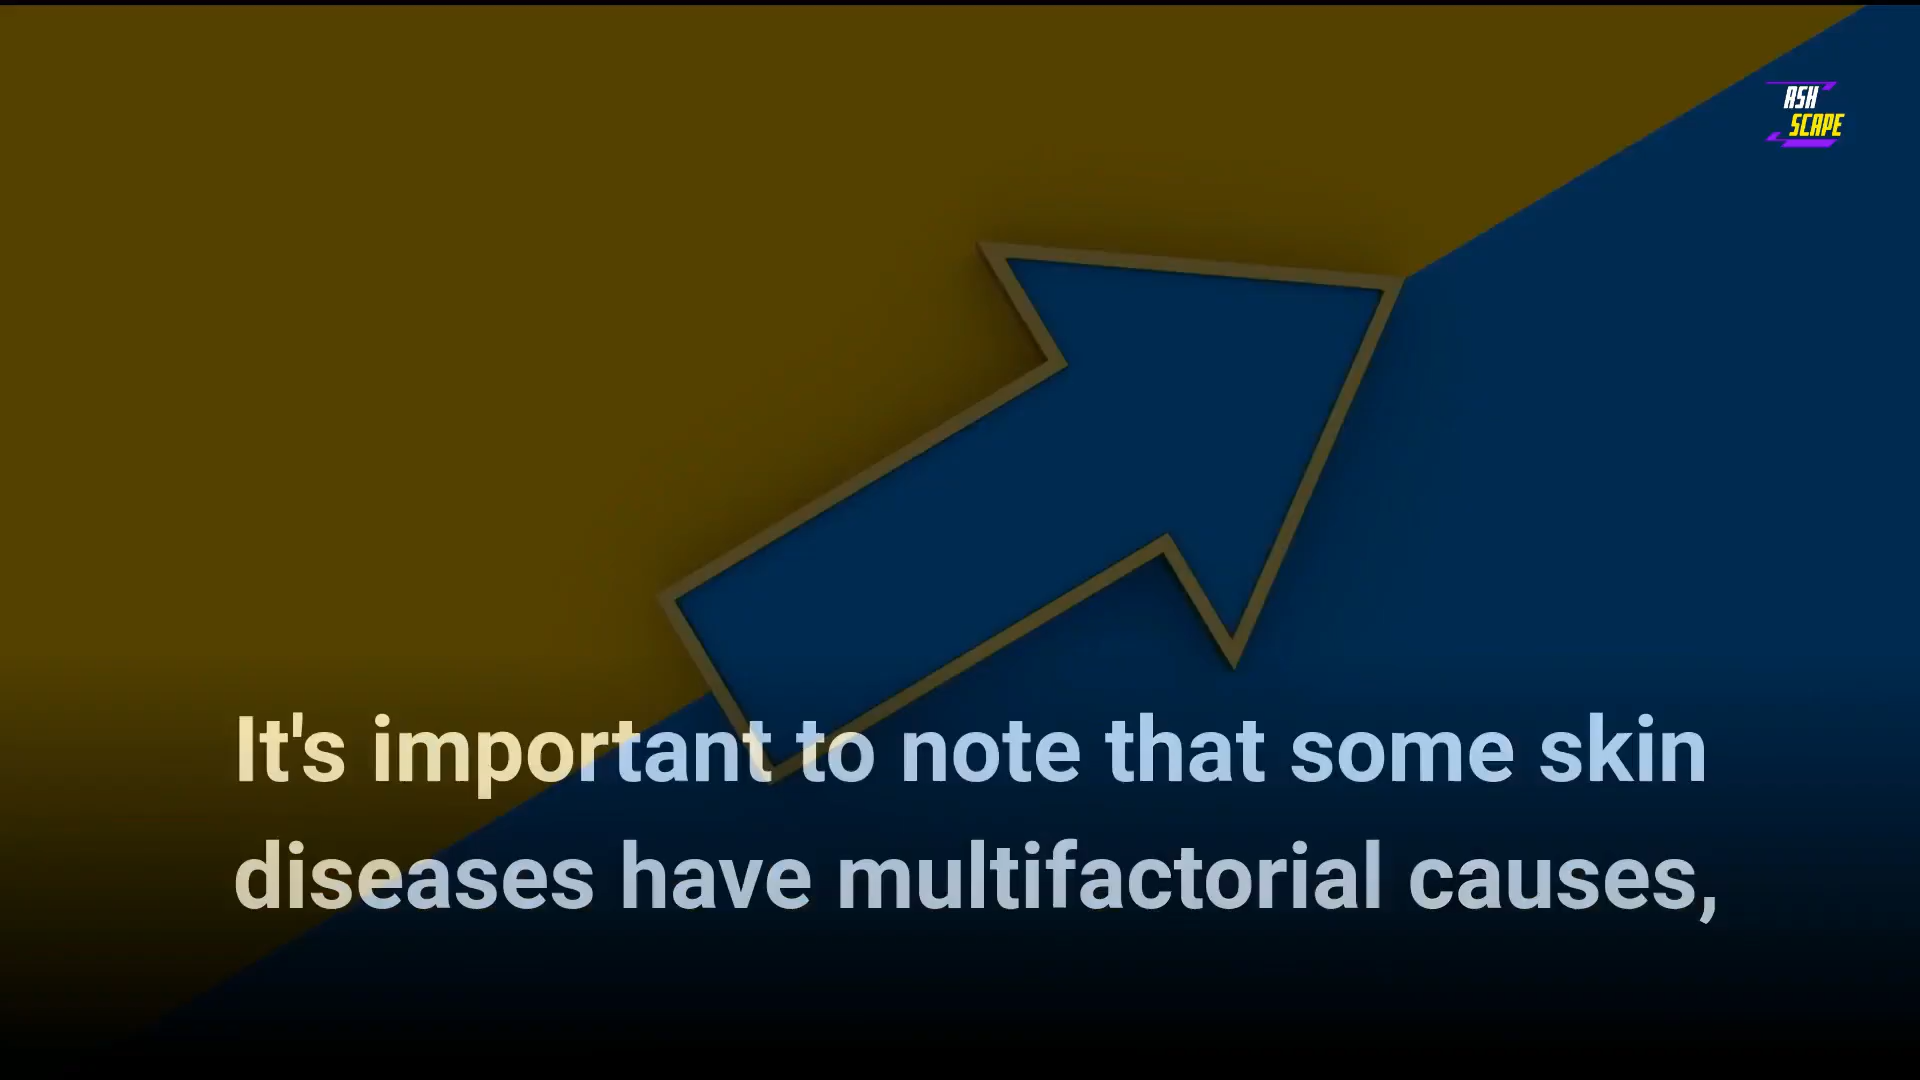 ASH
SCAPE
It's important to note that some skin
diseases have multifactorial causes,